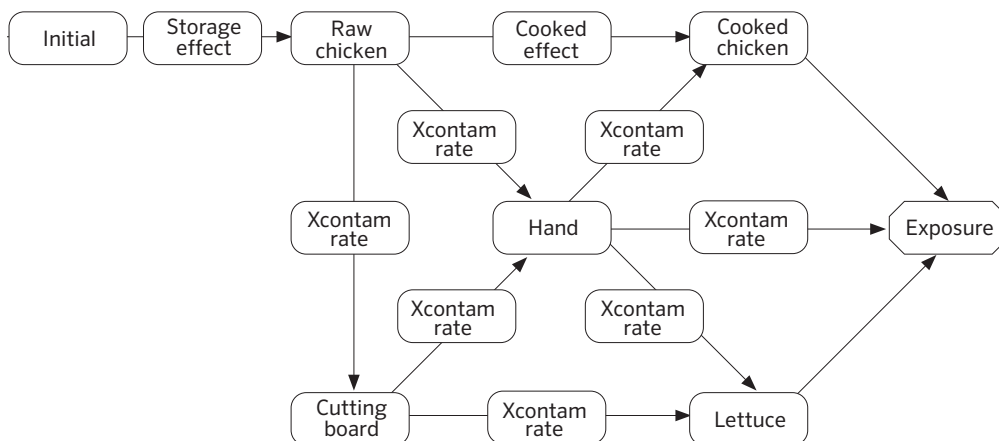 Initial
Storage
effect
Raw
chicken
Cooked
effect
Cooked
chicken
Xcontam
rate
Xcontam
rate
Xcontam
rate
Hand
Xcontam
rate
Exposure
Xcontam
rate
Xcontam
rate
Cutting
board
Xcontam
rate
Lettuce